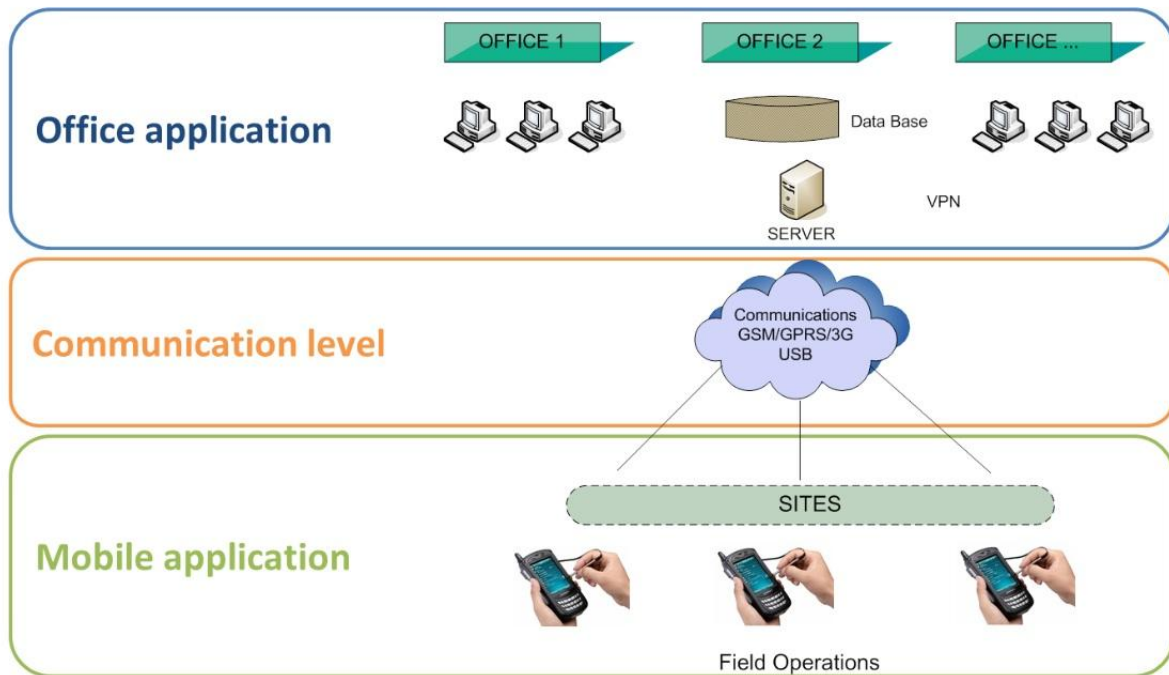 OFFICE 1
OFFICE 2
OFFICE ...
Office application
Data Base
VPN
SERVER
Communication level
Communications
GSM/GPRS/3G
USB
SITES
Mobile application
Field Operations